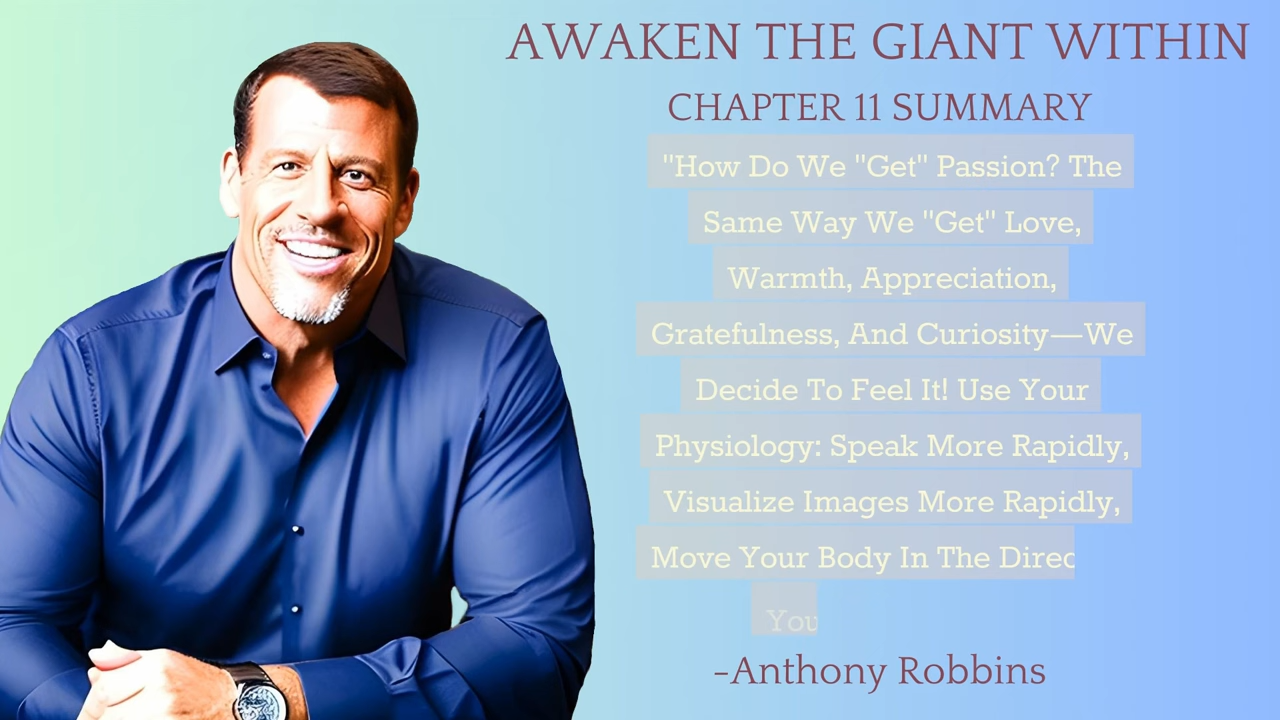 AWAKEN THE GIANT WITHIN
CHAPTER 11 SUMMARY
"How Do We "Get" Passion? The
Same Way We "Get" Love,
Warmth, Appreciation,
Gratefulness, And Curiosity—We
Decide To Feel It! Use Your
Physiology: Speak More Rapidly,
Visualize Images More Rapidly,
Move Your Body In The Direc
You
-Anthony Robbins